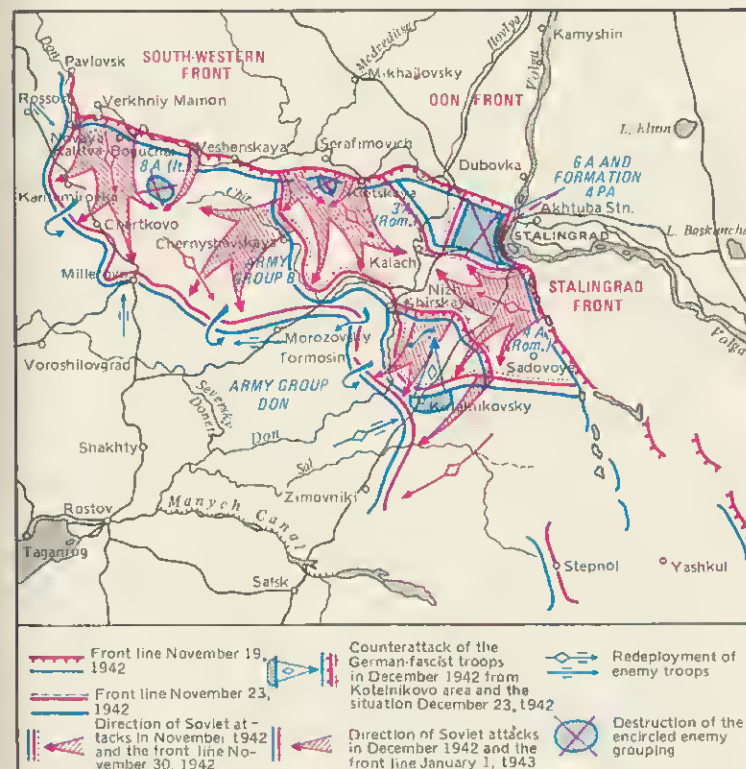 Don
SOUTH-WESTERN
FRONT
Medveditsa
Ilovlya
Kamyshin
Pavlovsk
Mikhailovsky
Volga
DON FRONT
Verkhniy Mamon
L. Elton
Veshenskaya
Serafimovich
Dubovka
6 A AND
FORMATION
4 PA
8 A (It.)
Kletskaya
Akhtuba Stn.
Chir
3 A
(Rom.)
STALINGRAD
L. Baskunchak
Chertkovo
Chernyshevskaya
ARMY
GROUP B
Kalach
STALINGRAD
FRONT
Millerovo
Nizh
Chirskaya
Volga
4 A
(Rom.)
Voroshilovgrad
Morozovsky
Tormosin
Sadovoye
ARMY GROUP
DON
Kotelnikovsky
Seversky
Donets
Don
Shakhty
Sal
Zimovniki
Rostov
Manych Canal
Taganrog
Salsk
Stepnoi
Yashkul
Front line November 19,
1942
Front line November 23,
1942
Direction of Soviet at-
tacks in November 1942
and the front line No-
vember 30, 1942
Counterattack of the
German-fascist troops
in December 1942 from
Kotelnikovo area and the
situation December 23, 1942
Direction of Soviet attacks
in December 1942 and the
front line January 1, 1943
Redeployment of
enemy troops
Destruction of the
encircled enemy
grouping